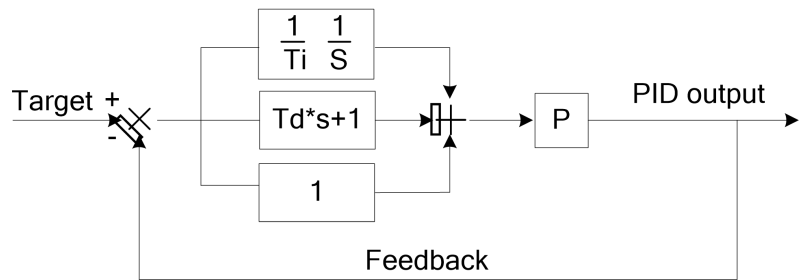 1 1
Ti S
Target +
-
Td*s+1
P
PID output
1
Feedback